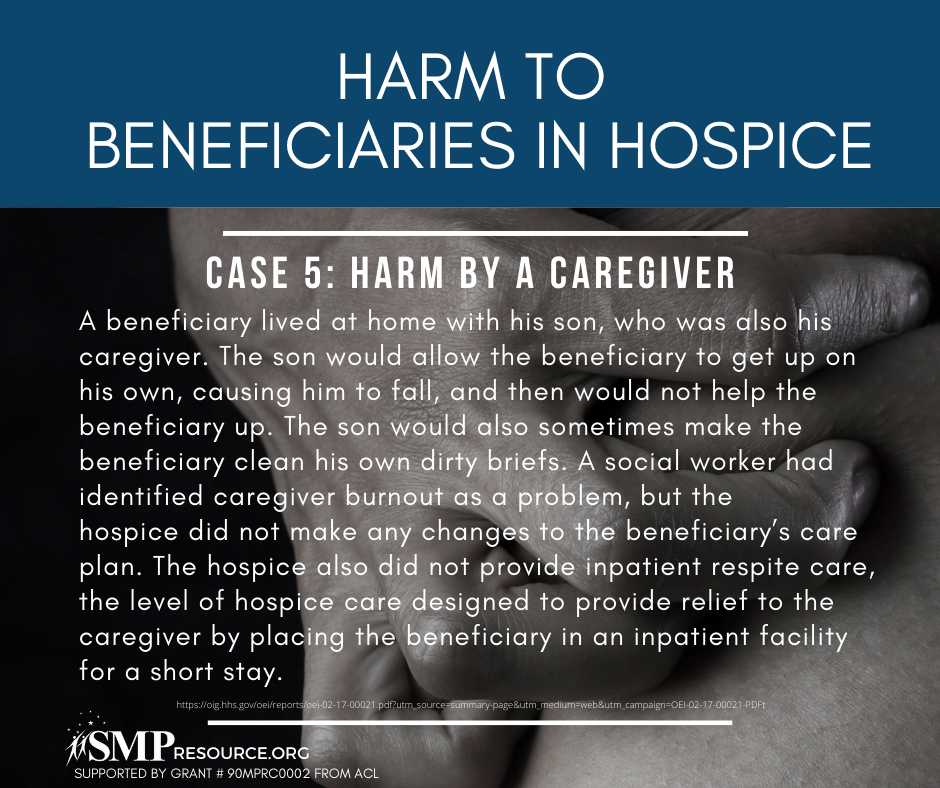 HARM TO
BENEFICIARIES IN HOSPICE
CASE 5: HARM BY A CAREGIVER
A beneficiary lived at home with his son, who was also his
caregiver. The son would allow the beneficiary to get up on
his own, causing him to fall, and then would not help the
beneficiary up. The son would also sometimes make the
beneficiary clean his own dirty briefs. A social worker had
identified caregiver burnout as a problem, but the
hospice did not make any changes to the beneficiary’s care
plan. The hospice also did not provide inpatient respite care,
the level of hospice care designed to provide relief to the
caregiver by placing the beneficiary in an inpatient facility
for a short stay.
https://oig.hhs.gov/oei/reports/oei-02-17-00021.pdf?utm_source=summary-page&utm_medium=web&utm_campaign=OEI-02-17-00021-PDFt
SMPRESOURCE.ORG
SUPPORTED BY GRANT # 90MPRC0002 FROM ACL